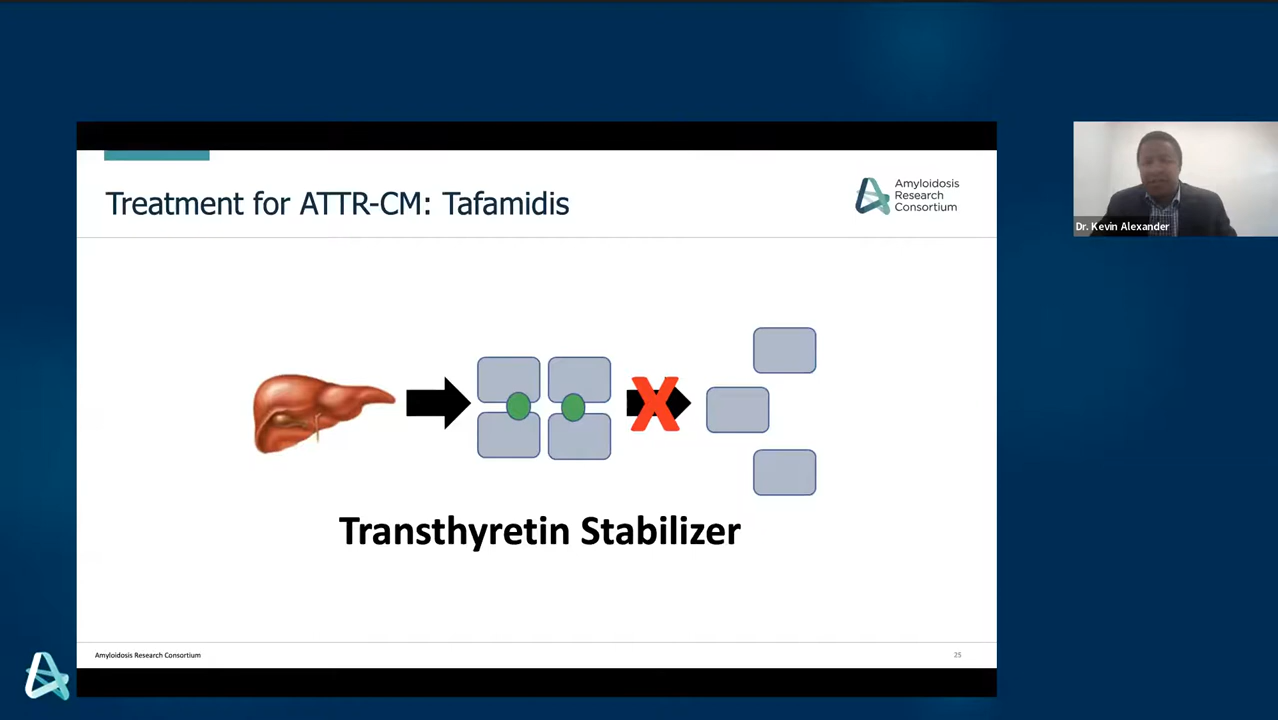 Treatment for ATTR-CM: Tafamidis
Amyloidosis
Research
Consortium
Dr. Kevin Alexander
X
Transthyretin Stabilizer
Amyloidosis Research Consortium
25